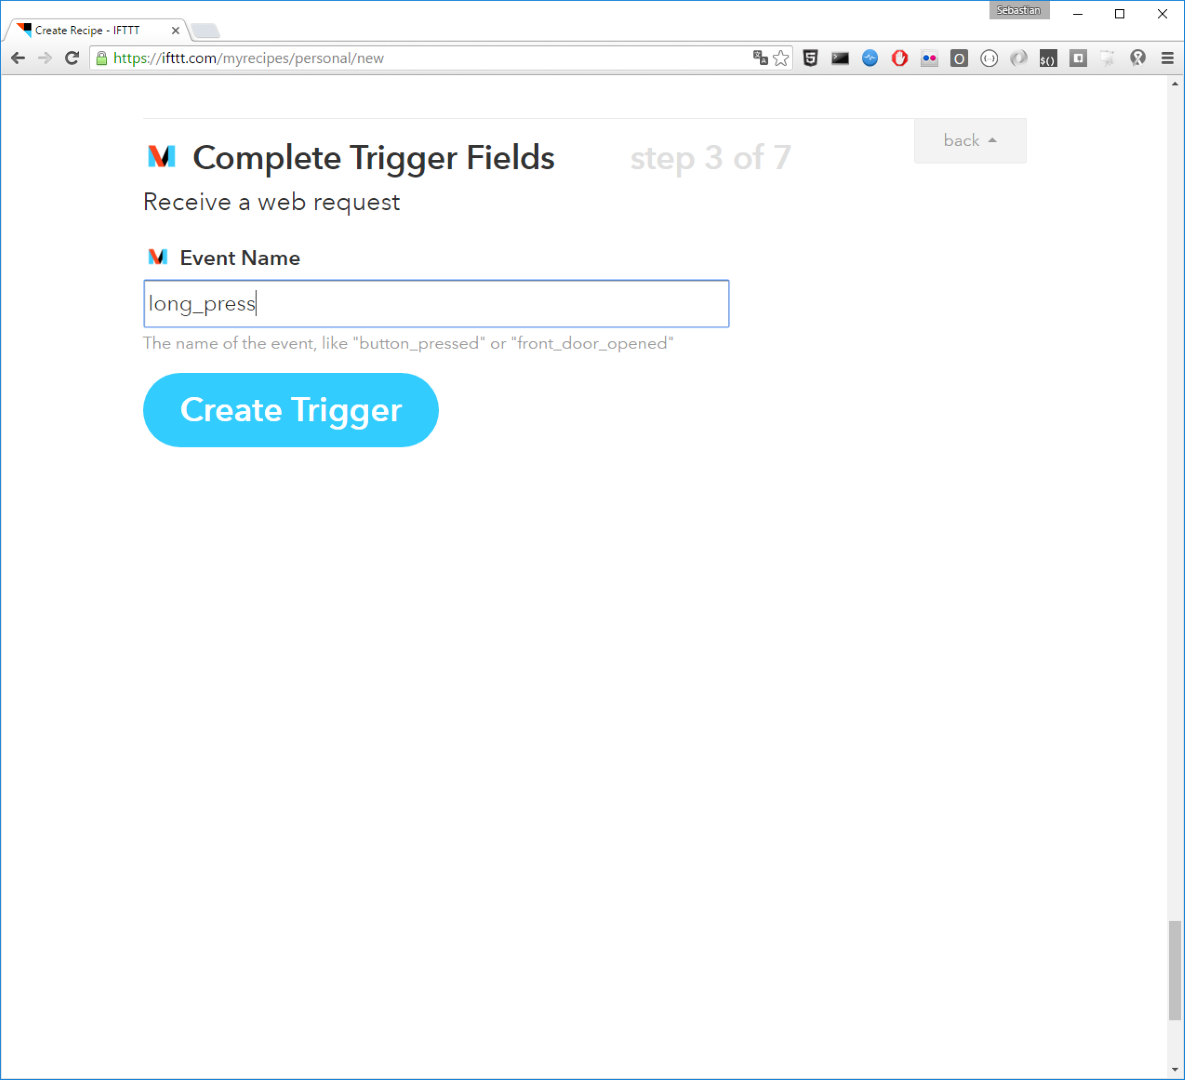 Sebastian
Create Recipe - IFTTT
https://ifttt.com/myrecipes/personal/new
back
Complete Trigger Fields step 3 of 7
Receive a web request
Event Name
long_press
The name of the event, like "button_pressed" or "front_door_opened"
Create Trigger